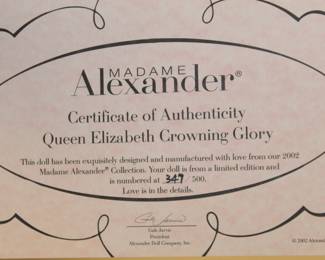 MADAME
Alexander®
Certificate of Authenticity
Queen Elizabeth Crowning Glory
This doll has been exquisitely designed and manufactured with love from our 2002
Madame Alexander® Collection. Your doll is from a limited edition and
is numbered at 347 / 500.
Love is in the details.
Gale Jarvis
President
Alexander Doll Company, Inc.
© 2002 Alexander